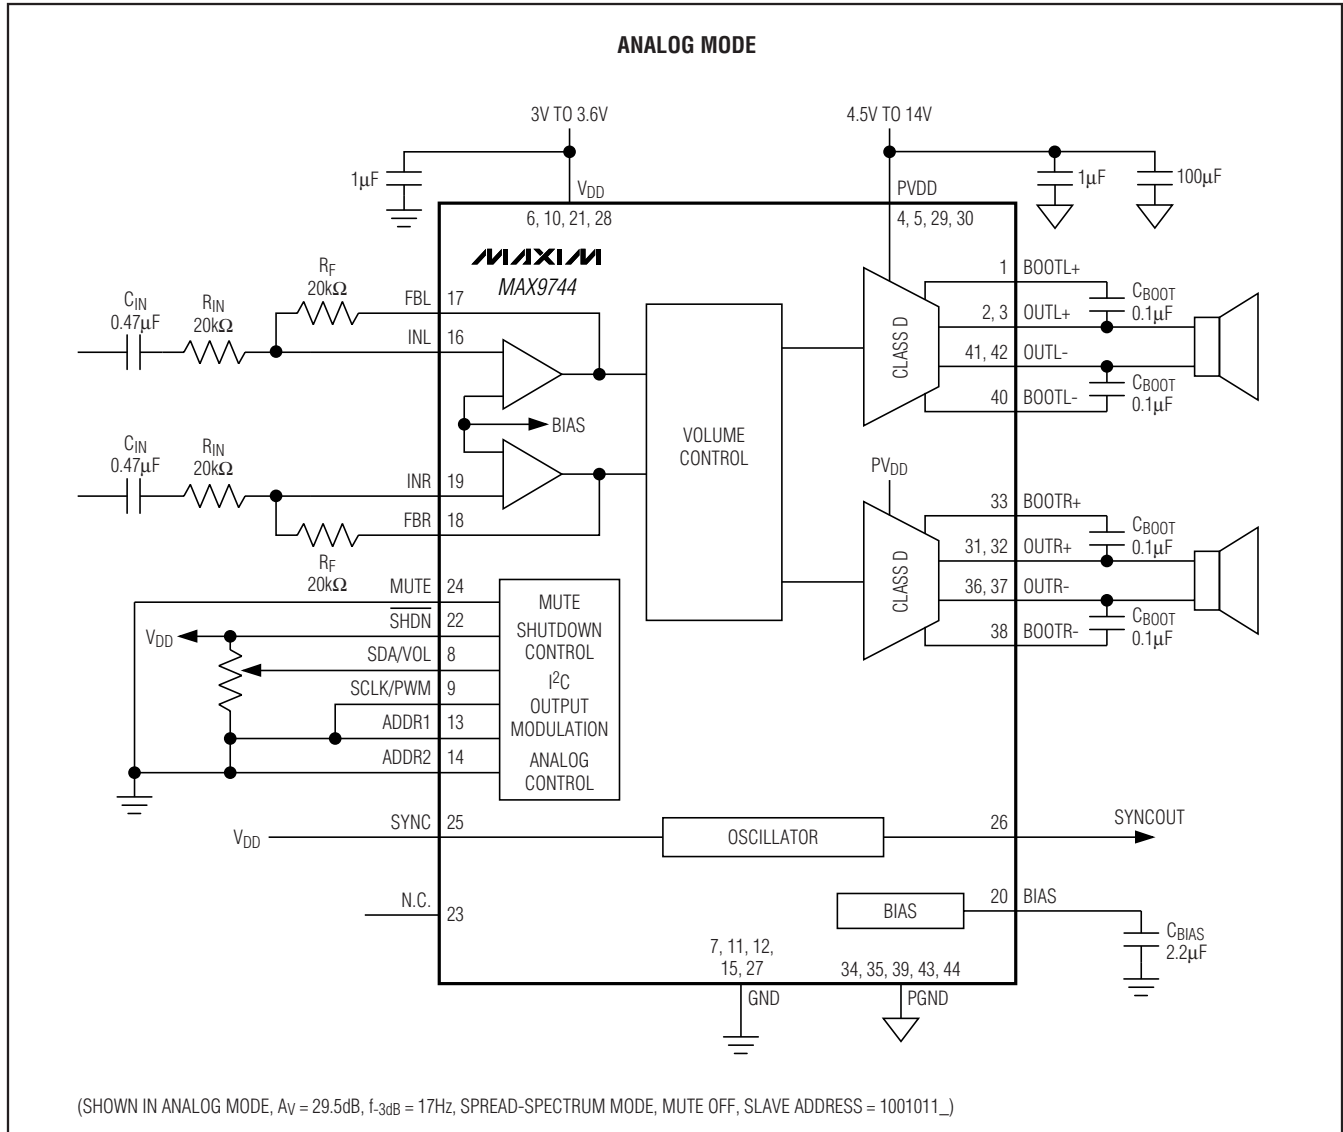 ANALOG MODE
3V TO 3.6V
4.5V TO 14V
1µF
VDD
PVDD
1µF
100µF
6, 10, 21, 28
4, 5, 29, 30
MAXIM
MAX9744
RF
20kΩ
CIN
0.47µF
RIN
20kΩ
FBL
17
INL
16
BIAS
CIN
0.47µF
RIN
20kΩ
INR
19
FBR
18
RF
20kΩ
VOLUME
CONTROL
CLASS D
1
BOOTL+
CBOOT
0.1µF
2, 3
OUTL+
41, 42
OUTL-
CBOOT
0.1µF
40
BOOTL-
PVDD
CLASS D
33
BOOTR+
CBOOT
0.1µF
31, 32
OUTR+
36, 37
OUTR-
CBOOT
0.1µF
38
BOOTR-
MUTE
24
SHDN
22
VDD
SDA/VOL
8
SCLK/PWM
9
ADDR1
13
ADDR2
14
MUTE
SHUTDOWN
CONTROL
I2C
OUTPUT
MODULATION
ANALOG
CONTROL
VDD
SYNC
25
OSCILLATOR
26
SYNCOUT
N.C.
23
BIAS
20
BIAS
CBIAS
2.2µF
7, 11, 12,
15, 27
GND
34, 35, 39, 43, 44
PGND
(SHOWN IN ANALOG MODE, AV = 29.5dB, f-3dB = 17Hz, SPREAD-SPECTRUM MODE, MUTE OFF, SLAVE ADDRESS = 1001011_)